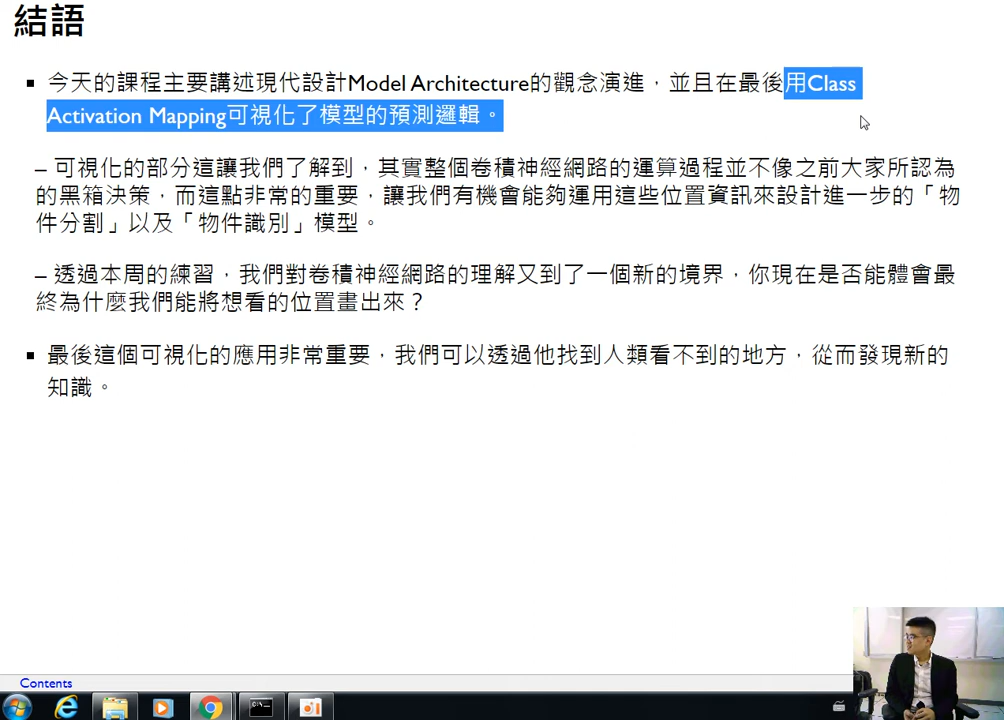 結語
今天的課程主要講述現代設計Model Architecture的觀念演進，並且在最後用Class
Activation Mapping可視化了模型的預測邏輯。
– 可視化的部分這讓我們了解到，其實整個卷積神經網路的運算過程並不像之前大家所認為
的黑箱決策，而這點非常的重要，讓我們有機會能夠運用這些位置資訊來設計進一步的「物
件分割」以及「物件識別」模型。
– 透過本周的練習，我們對卷積神經網路的理解又到了一個新的境界，你現在是否能體會最
終為什麼我們能將想看的位置畫出來？
最後這個可視化的應用非常重要，我們可以透過他找到人類看不到的地方，從而發現新的
知識。
Contents